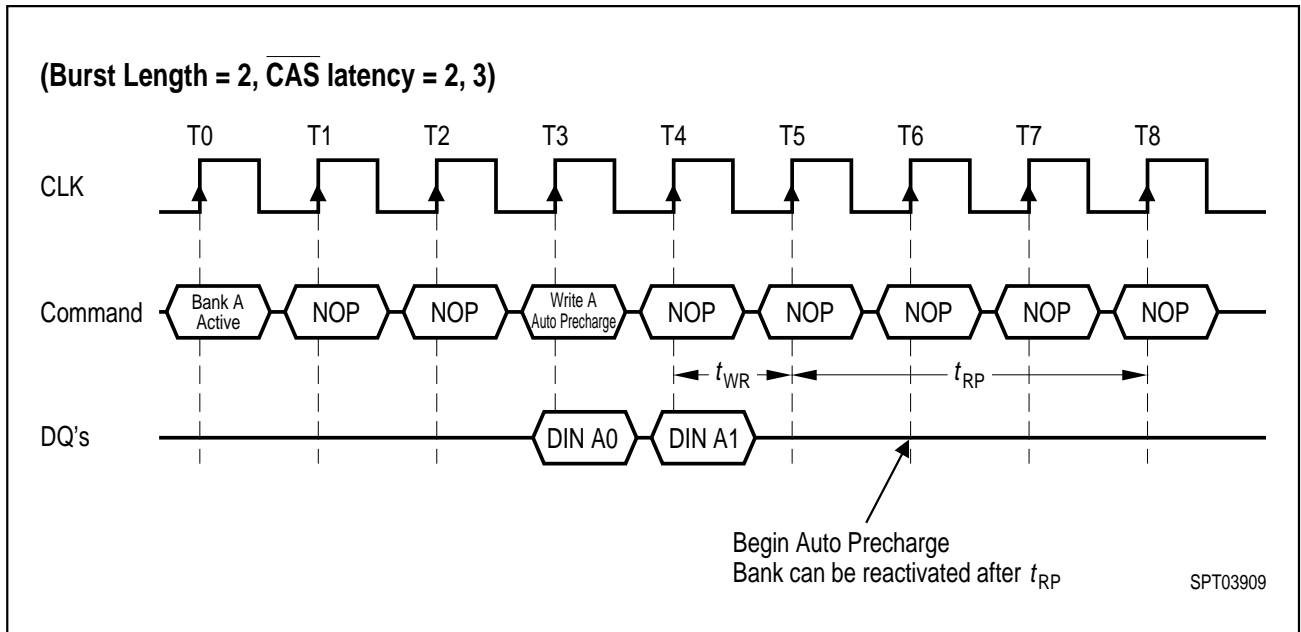 (Burst Length = 2, CAS latency = 2, 3)
T0 T1 T2 T3 T4 T5 T6 T7 T8
CLK
Command
Bank A
Active
NOP
NOP
Write A
Auto Precharge
NOP
NOP
NOP
NOP
NOP
tWR
tRP
DQ's
DIN A0
DIN A1
Begin Auto Precharge
Bank can be reactivated after tRP
SPT03909